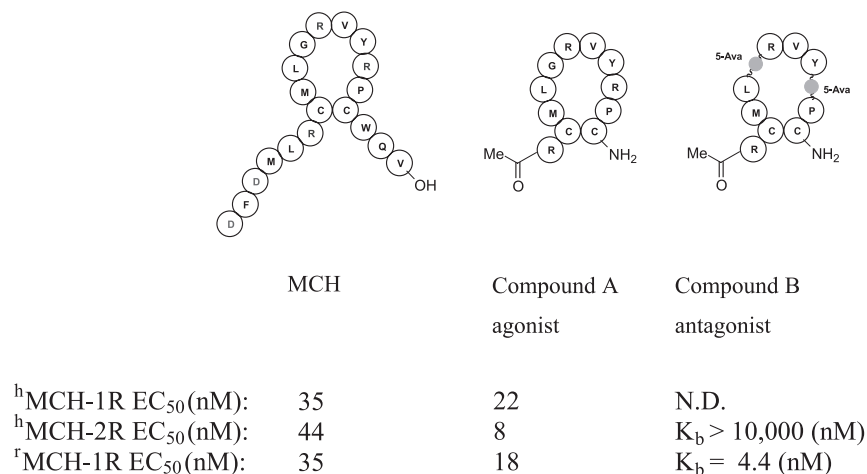 D F D M L R C M L G R V Y R P C W Q V OH
Me O R C M L G R V Y R P C NH₂
Me O R C M L 5-Ava R V Y 5-Ava P C NH₂
MCH Compound A Compound B
agonist antagonist
ʰMCH-1R EC₅₀(nM): 35 22 N.D.
ʰMCH-2R EC₅₀(nM): 44 8 K_b > 10,000 (nM)
ʳMCH-1R EC₅₀(nM): 35 18 K_b = 4.4 (nM)